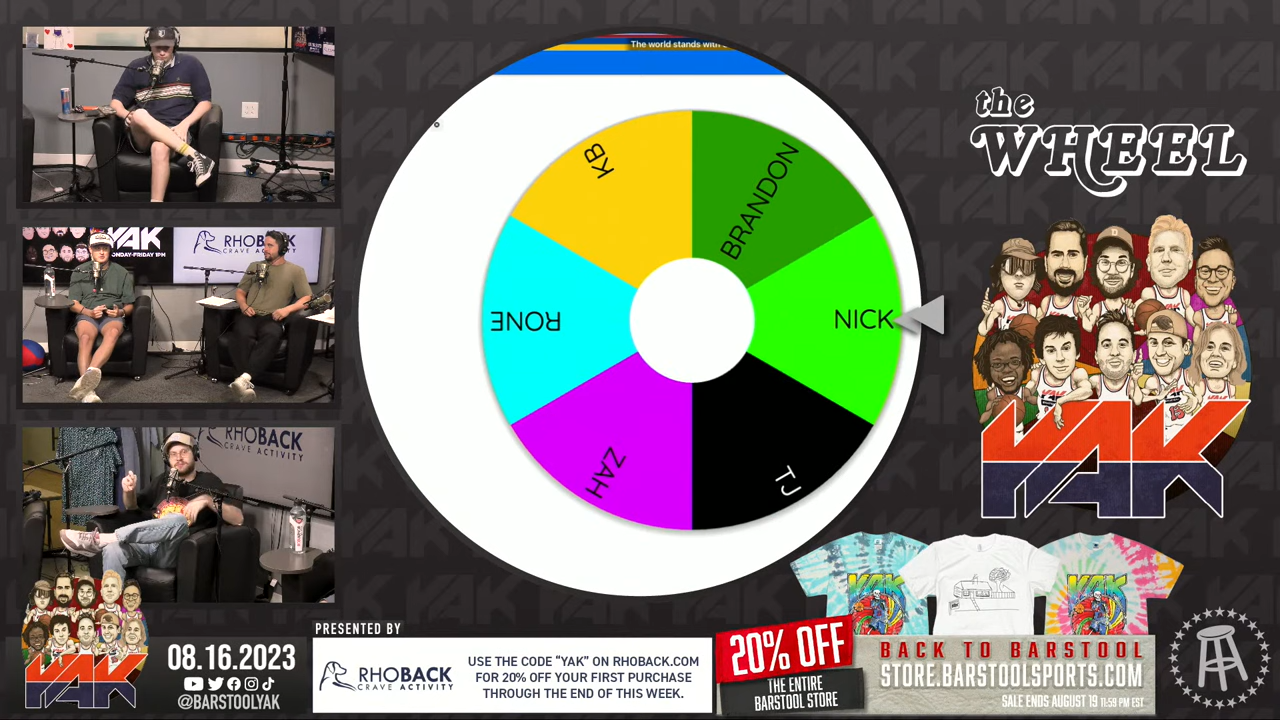 The world stands with
the
WHEEL
KB
BRANDON
NICK
TJ
ZAH
RONE
YAK
MONDAY-FRIDAY 1PM
RHOBACK
CRAVE ACTIVITY
RHOBACK
CRAVE ACTIVITY
YAK
YAK
YAK
YAK
08.16.2023
@BARSTOOLYAK
PRESENTED BY
RHOBACK
CRAVE ACTIVITY
USE THE CODE “YAK” ON RHOBACK.COM
FOR 20% OFF YOUR FIRST PURCHASE
THROUGH THE END OF THIS WEEK.
20% OFF
THE ENTIRE
BARSTOOL STORE
BACK TO BARSTOOL
STORE.BARSTOOLSPORTS.COM
SALE ENDS AUGUST 19 11:59 PM EST